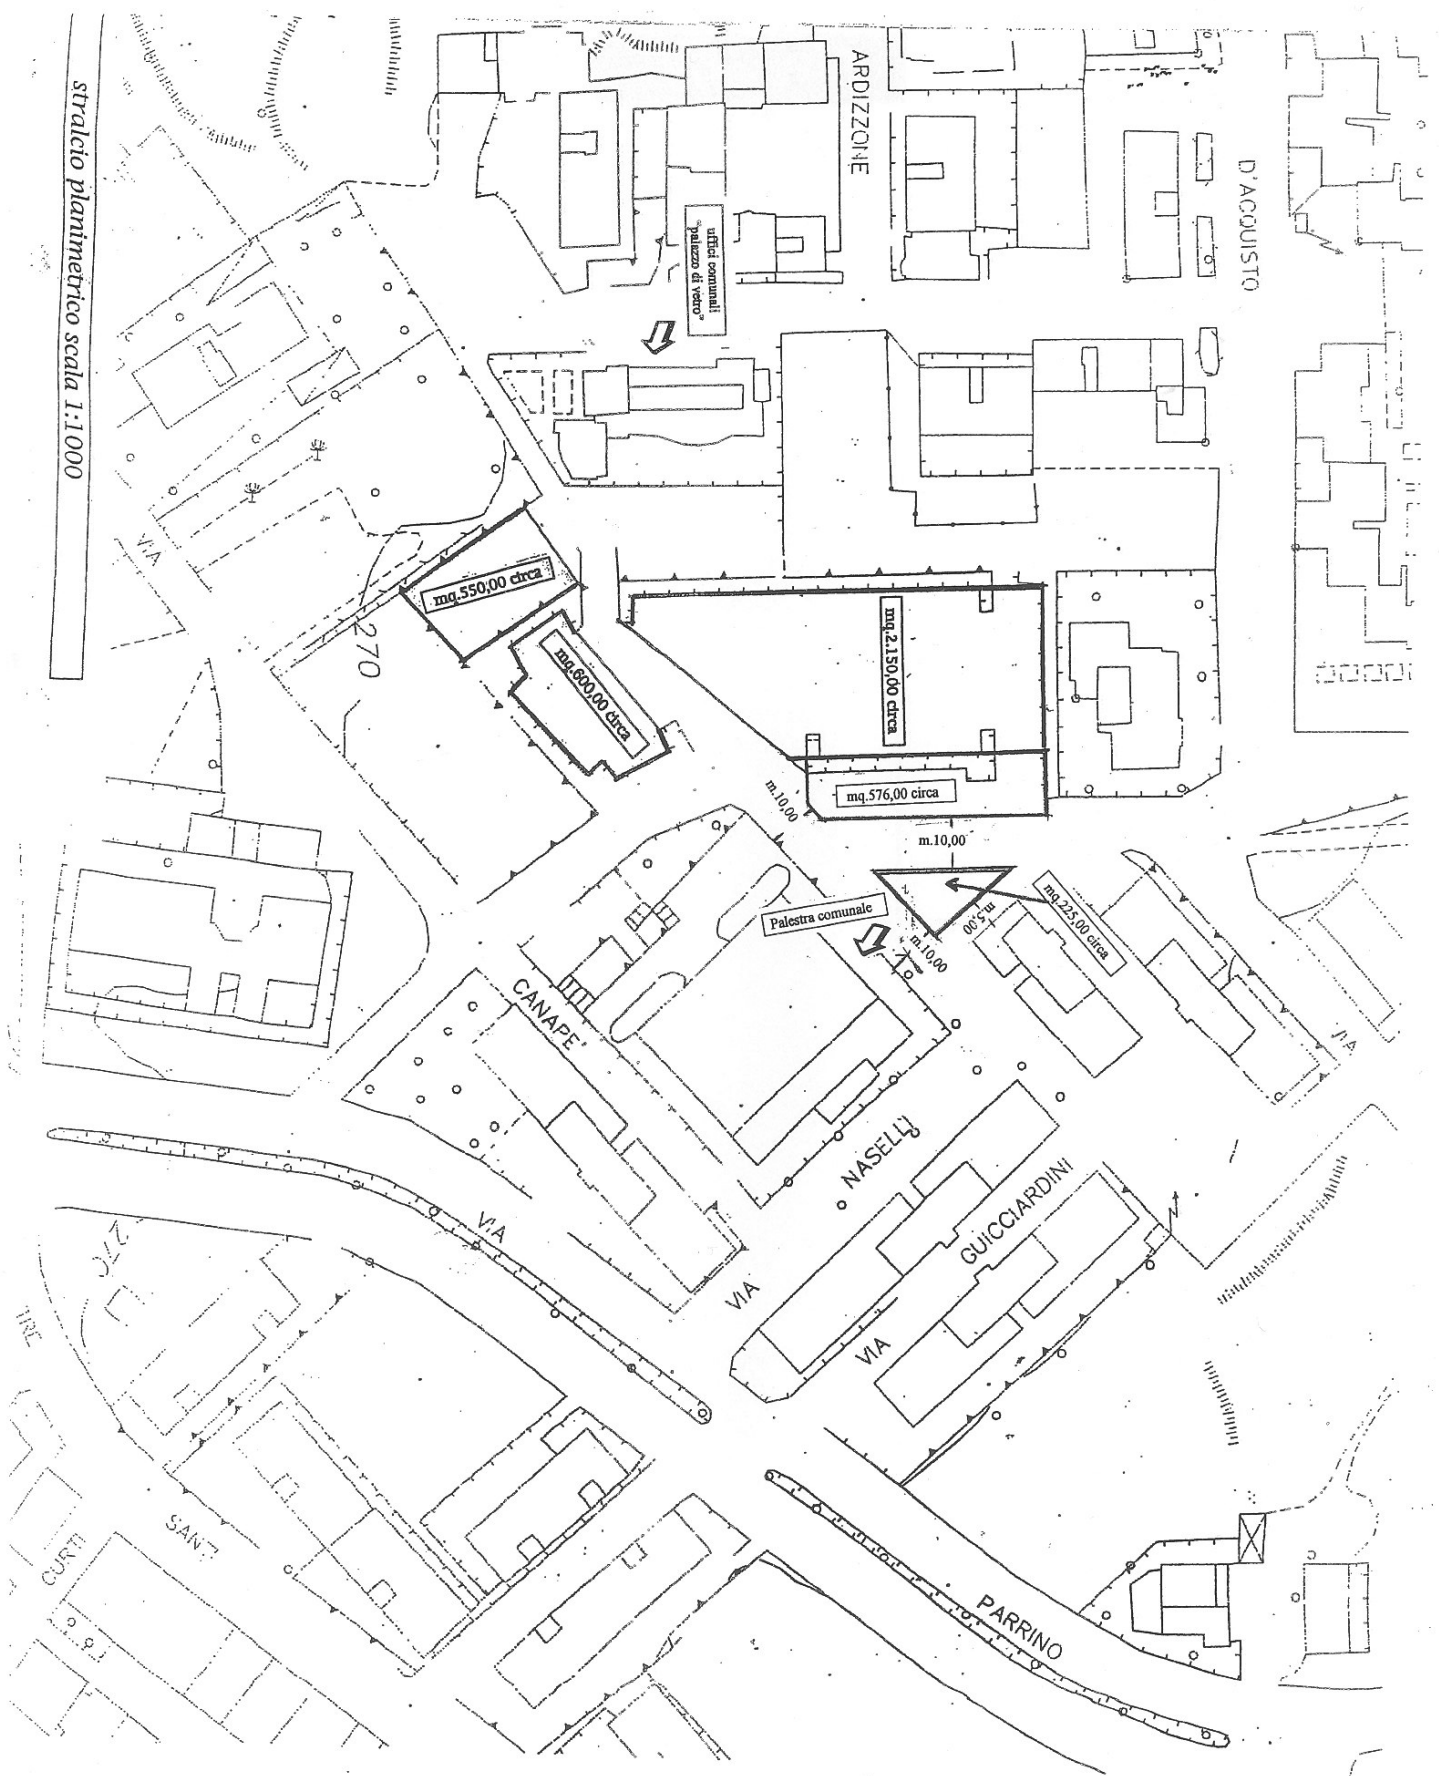 stralcio planimetrico scala 1:1000
ARDIZZONE
D'ACQUISTO
uffici comunali
"palazzo di vetro"
VIA
mq.550,00 circa
270
mq.600,00 circa
mq.2.150,00 circa
mq.576,00 circa
m.10,00
m.10,00
mq.225,00 circa
Palestra comunale
m.5,00
m.10,00
CANAPE'
VIA
NASELLI
GUICCIARDINI
VIA
VIA
VIA
270
TRE
SANT
CURTI
PARRINO